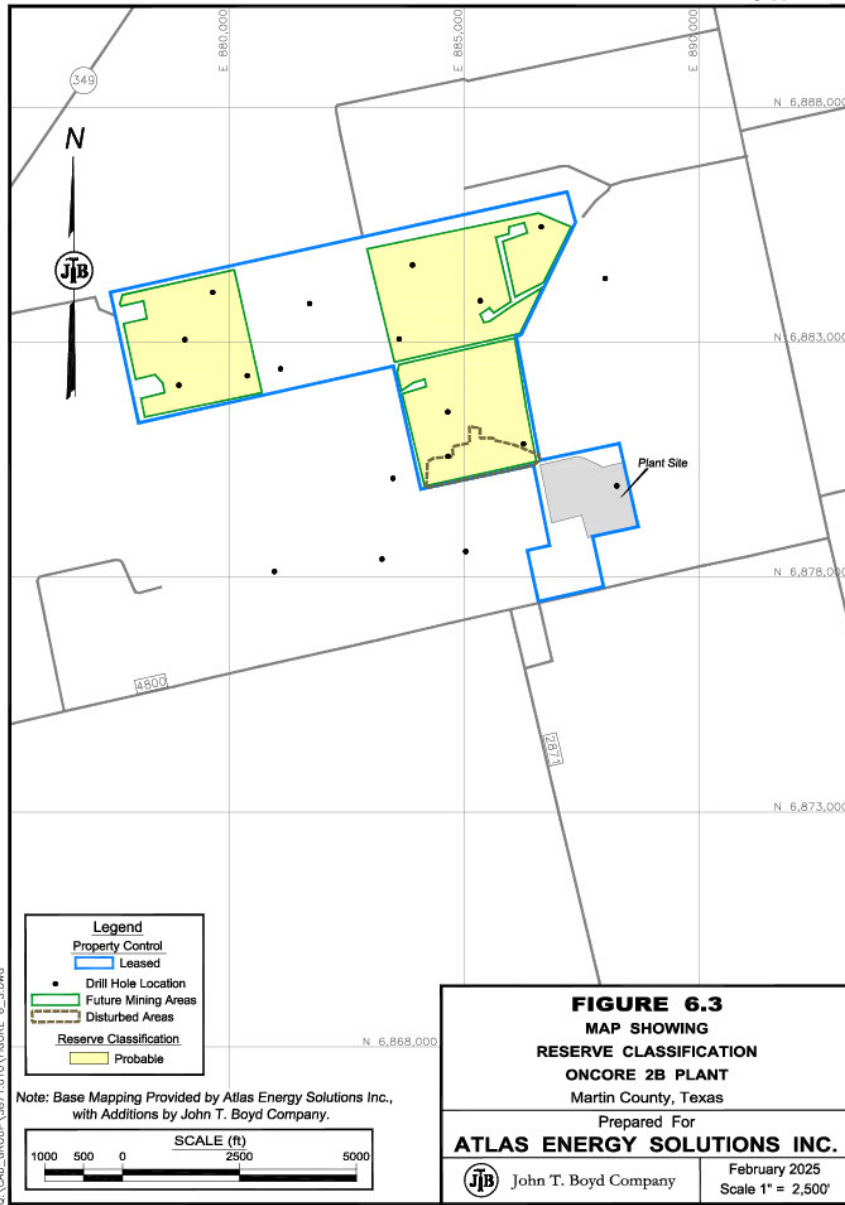 E 880,000
E 885,000
E 890,000
349
N 6,888,000
N
JTB
N 6,883,000
Plant Site
N 6,878,000
4800
2871
N 6,873,000
N 6,868,000
Legend
Property Control
Leased
Drill Hole Location
Future Mining Areas
Disturbed Areas
Reserve Classification
Probable
Note: Base Mapping Provided by Atlas Energy Solutions Inc.,
with Additions by John T. Boyd Company.
SCALE (ft)
1000 500 0 2500 5000
FIGURE 6.3
MAP SHOWING
RESERVE CLASSIFICATION
ONCORE 2B PLANT
Martin County, Texas
Prepared For
ATLAS ENERGY SOLUTIONS INC.
JTB John T. Boyd Company
February 2025
Scale 1" = 2,500'